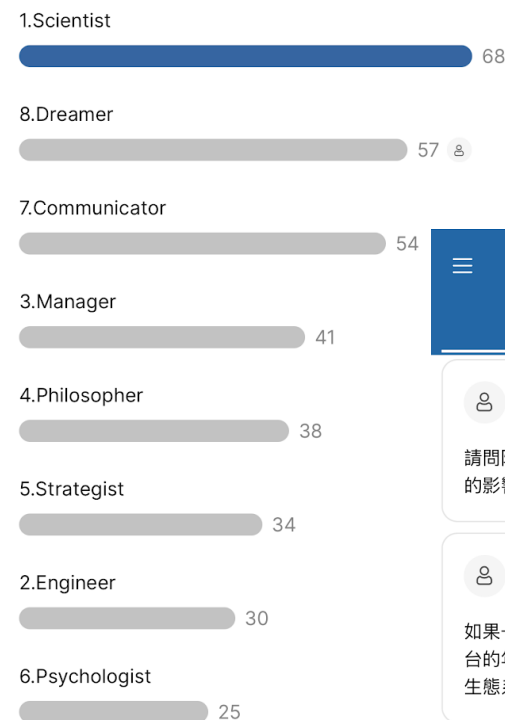 1.Scientist
68
8.Dreamer
57
7.Communicator
54
3.Manager
41
4.Philosopher
38
5.Strategist
34
2.Engineer
30
6.Psychologist
25
請問
的影
如果
台的
生態